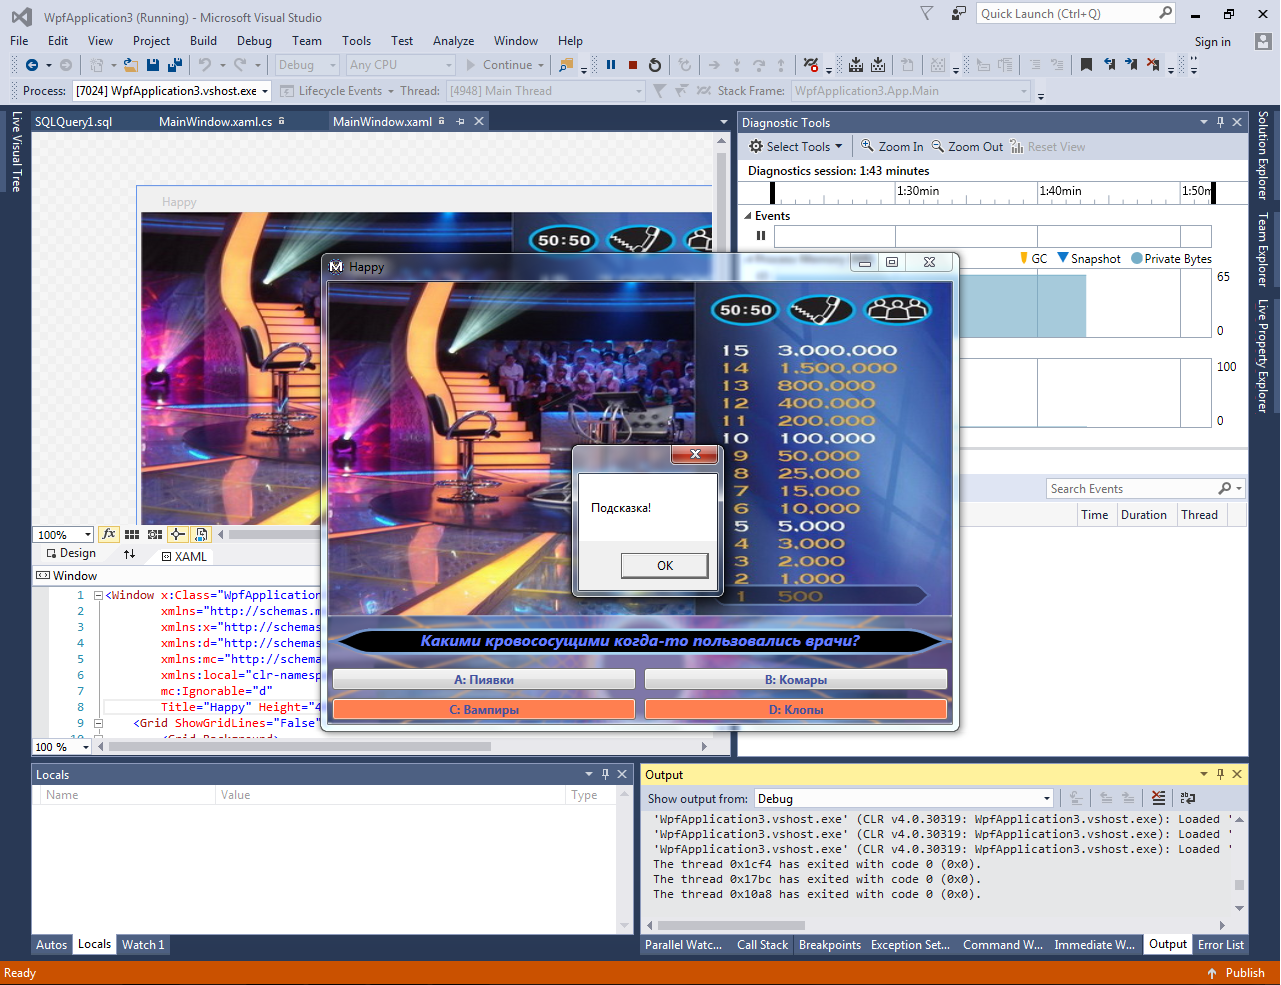 WpfApplication3 (Running) - Microsoft Visual Studio
Quick Launch (Ctrl+Q)
File Edit View Project Build Debug Team Tools Test Analyze Window Help
Sign in
Debug Any CPU Continue
Process: [7024] WpfApplication3.vshost.exe Lifecycle Events Thread: [4948] Main Thread Stack Frame: WpfApplication3.App.Main
Live Visual Tree
SQLQuery1.sql MainWindow.xaml.cs MainWindow.xaml
Happy
50:50
Diagnostic Tools
Select Tools Zoom In Zoom Out Reset View
Diagnostics session: 1:43 minutes
1:30min 1:40min 1:50m
Events
GC Snapshot Private Bytes
65
0
100
0
Search Events
Time Duration Thread
Solution Explorer
Team Explorer
Live Property Explorer
Happy
50:50
15 3,000,000
14 1,500,000
13 800,000
12 400,000
11 200,000
10 100,000
9 50,000
8 25,000
7 15,000
6 10,000
5 5,000
4 3,000
3 2,000
2 1,000
1 500
Подсказка!
OK
Какими кровососущими когда-то пользовались врачи?
A: Пиявки B: Комары
C: Вампиры D: Клопы
100%
Design XAML
Window
1 <Window x:Class="WpfApplication
2 xmlns="http://schemas.m
3 xmlns:x="http://schemas
4 xmlns:d="http://schemas
5 xmlns:mc="http://schema
6 xmlns:local="clr-namesp
7 mc:Ignorable="d"
8 Title="Happy" Height="4
9 <Grid ShowGridLines="False"
10 <Grid.Background>
100 %
Locals
Name Value Type
Autos Locals Watch 1
Output
Show output from: Debug
'WpfApplication3.vshost.exe' (CLR v4.0.30319: WpfApplication3.vshost.exe): Loaded '
'WpfApplication3.vshost.exe' (CLR v4.0.30319: WpfApplication3.vshost.exe): Loaded '
'WpfApplication3.vshost.exe' (CLR v4.0.30319: WpfApplication3.vshost.exe): Loaded '
The thread 0x1cf4 has exited with code 0 (0x0).
The thread 0x17bc has exited with code 0 (0x0).
The thread 0x10a8 has exited with code 0 (0x0).
Parallel Watc... Call Stack Breakpoints Exception Set... Command W... Immediate W... Output Error List
Ready
Publish